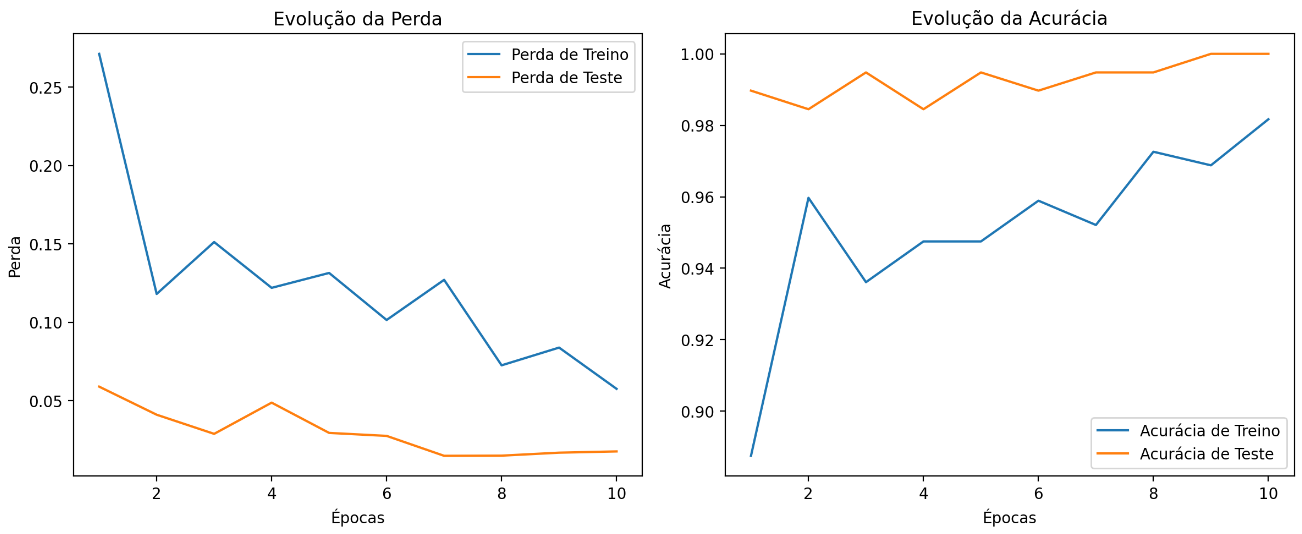 Evolução da Perda
Perda de Treino
Perda de Teste
0.25
0.20
0.15
0.10
0.05
Perda
2
4
6
8
10
Épocas
Evolução da Acurácia
1.00
0.98
0.96
0.94
0.92
0.90
Acurácia
Acurácia de Treino
Acurácia de Teste
2
4
6
8
10
Épocas